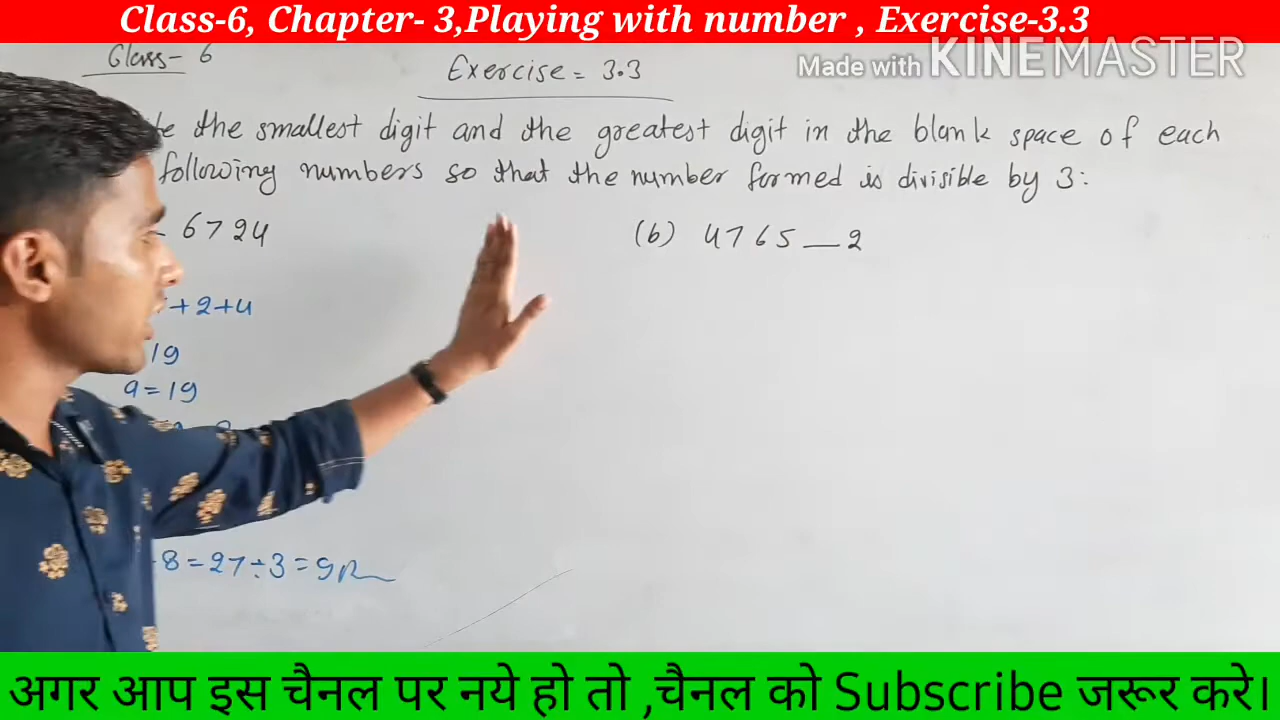 Class-6, Chapter- 3,Playing with number , Exercise-3.3
Made with KINEMASTER
Class- 6
Exercise = 3.3
the smallest digit and the greatest digit in the blank space of each
following numbers so that the number formed is divisible by 3:
6724
(b) 4765__2
+2+4
19
9=19
8=27÷3=9
अगर आप इस चैनल पर नये हो तो ,चैनल को Subscribe जरूर करे।